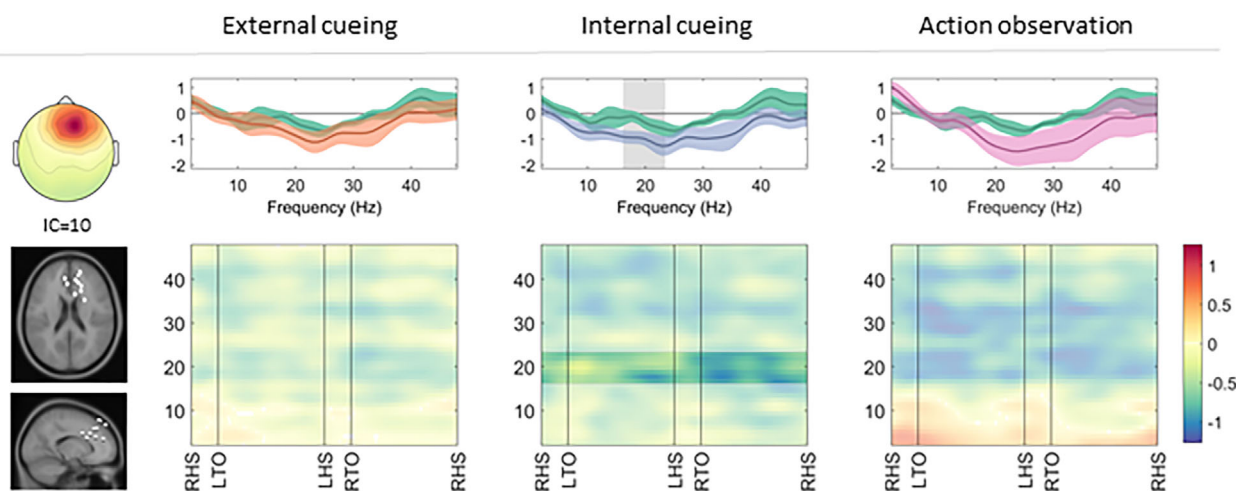 External cueing Internal cueing Action observation
1 1 1
0 0 0
-1 -1 -1
-2 -2 -2
10 20 30 40 10 20 30 40 10 20 30 40
Frequency (Hz) Frequency (Hz) Frequency (Hz)
IC=10
40 40 40
30 30 30
20 20 20
10 10 10
1
0.5
0
-0.5
-1
RHS LTO LHS RTO RHS RHS LTO LHS RTO RHS RHS LTO LHS RTO RHS